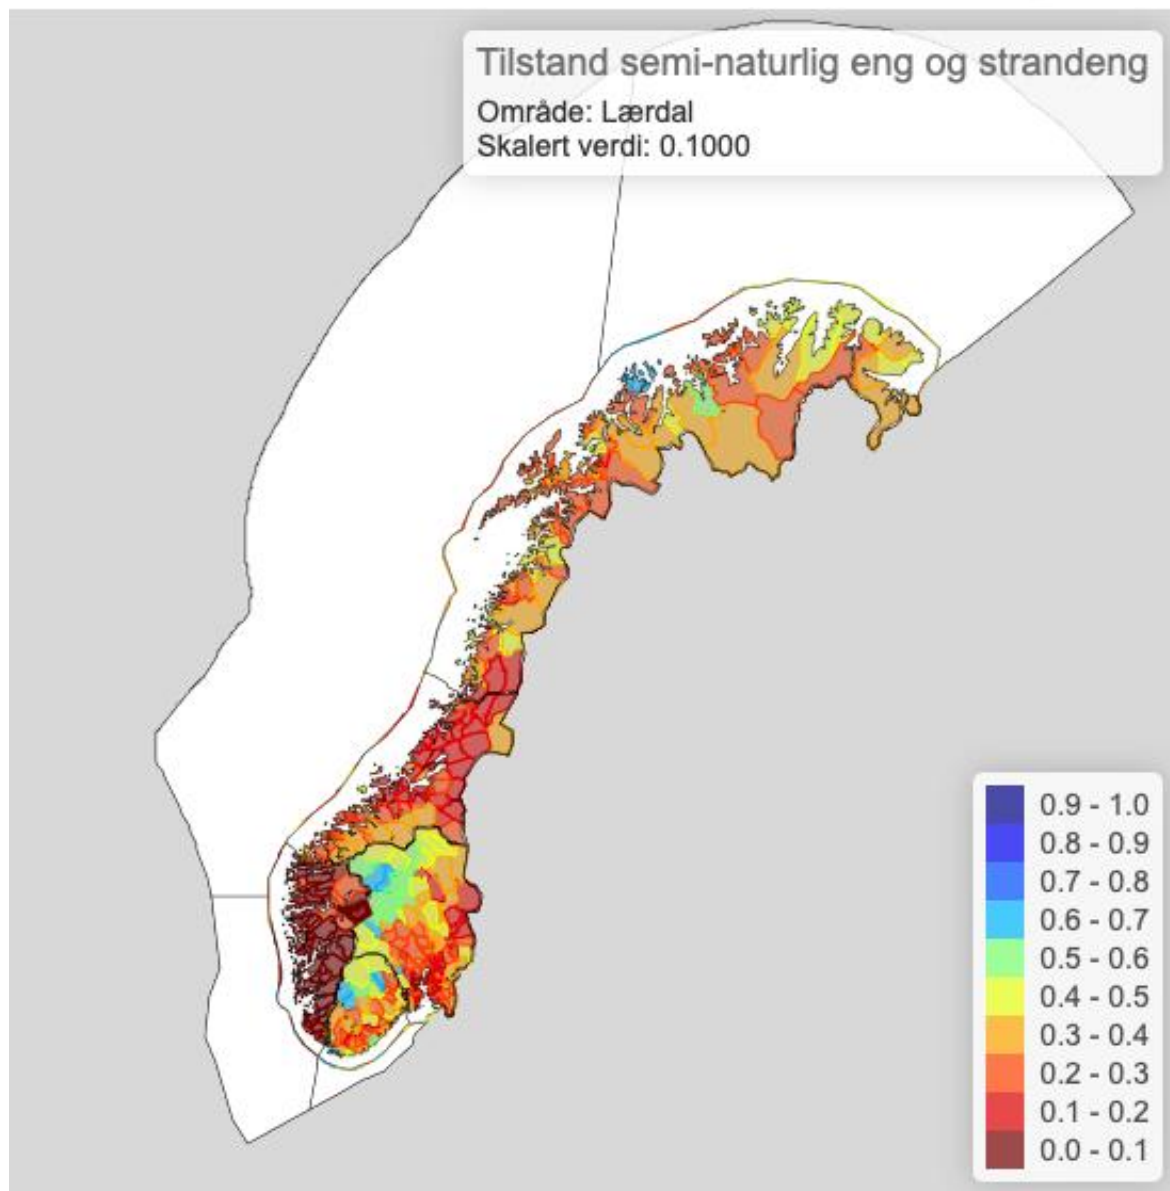 Tilstand semi-naturlig eng og strandeng
Område: Lærdal
Skalert verdi: 0.1000
0.9 - 1.0
0.8 - 0.9
0.7 - 0.8
0.6 - 0.7
0.5 - 0.6
0.4 - 0.5
0.3 - 0.4
0.2 - 0.3
0.1 - 0.2
0.0 - 0.1